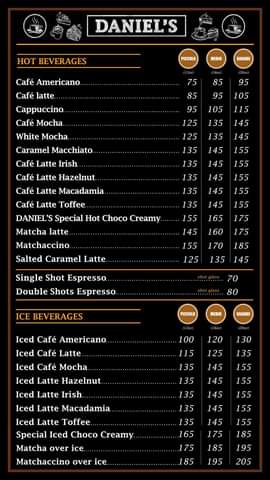 DANIEL'S
HOT BEVERAGES PICCOLO MEDIO GRANDE
Café Americano 75 85 95
Café latte 85 95 105
Cappuccino 95 105 115
Café Mocha 125 135 145
White Mocha 125 135 145
Caramel Macchiato 135 145 155
Café Latte Irish 135 145 155
Café Latte Hazelnut 135 145 155
Café Latte Macadamia 135 145 155
Café Latte Toffee 135 145 155
DANIEL'S Special Hot Choco Creamy 155 165 175
Matcha latte 145 160 175
Matchaccino 155 170 185
Salted Caramel Latte 125 135 145
Single Shot Espresso shot glass 70
Double Shots Espresso shot glass 80
ICE BEVERAGES PICCOLO MEDIO GRANDE
Iced Café Americano 100 120 130
Iced Café Latte 115 125 135
Iced Café Mocha 135 145 155
Iced Latte Hazelnut 135 145 155
Iced Latte Irish 135 145 155
Iced Latte Macadamia 135 145 155
Iced Latte Toffee 135 145 155
Special Iced Choco Creamy 165 175 185
Matcha over ice 175 185 195
Matchaccino over ice 185 195 205